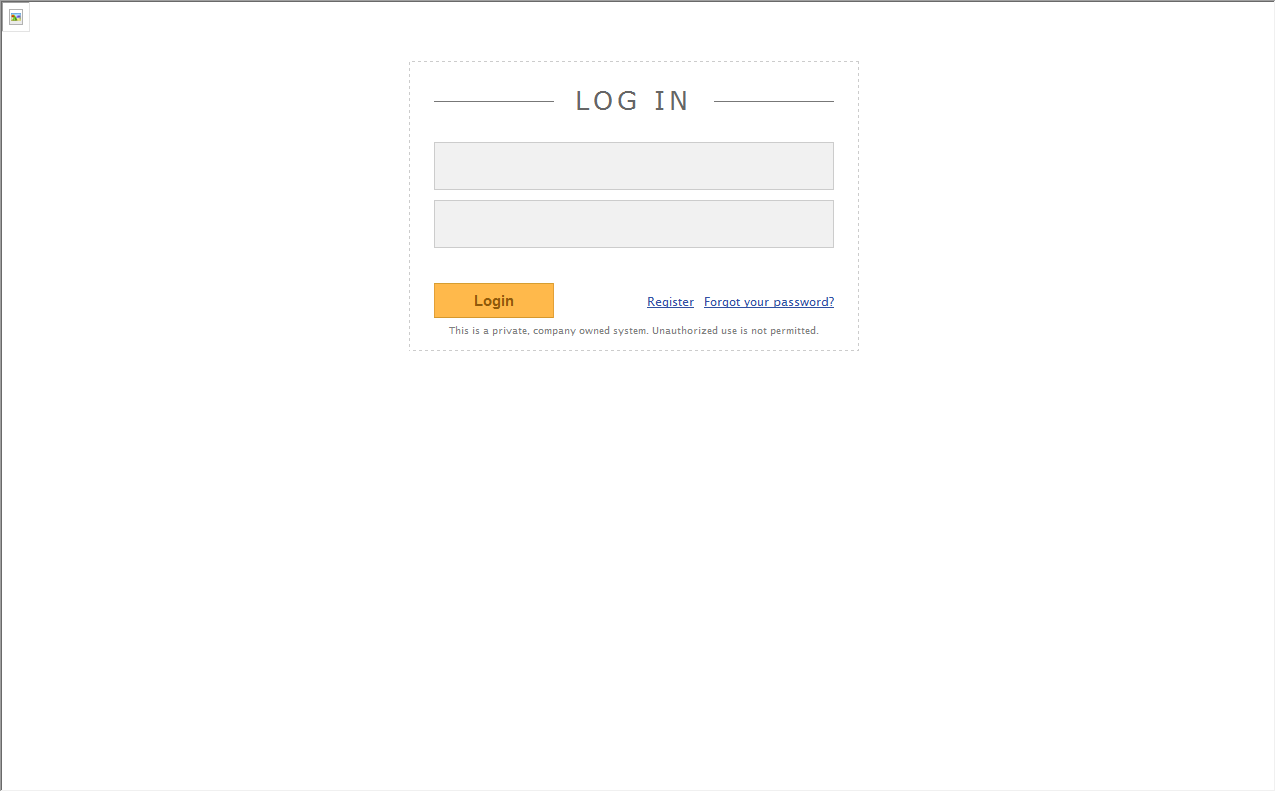 LOG IN
Login
Register Forgot your password?
This is a private, company owned system. Unauthorized use is not permitted.